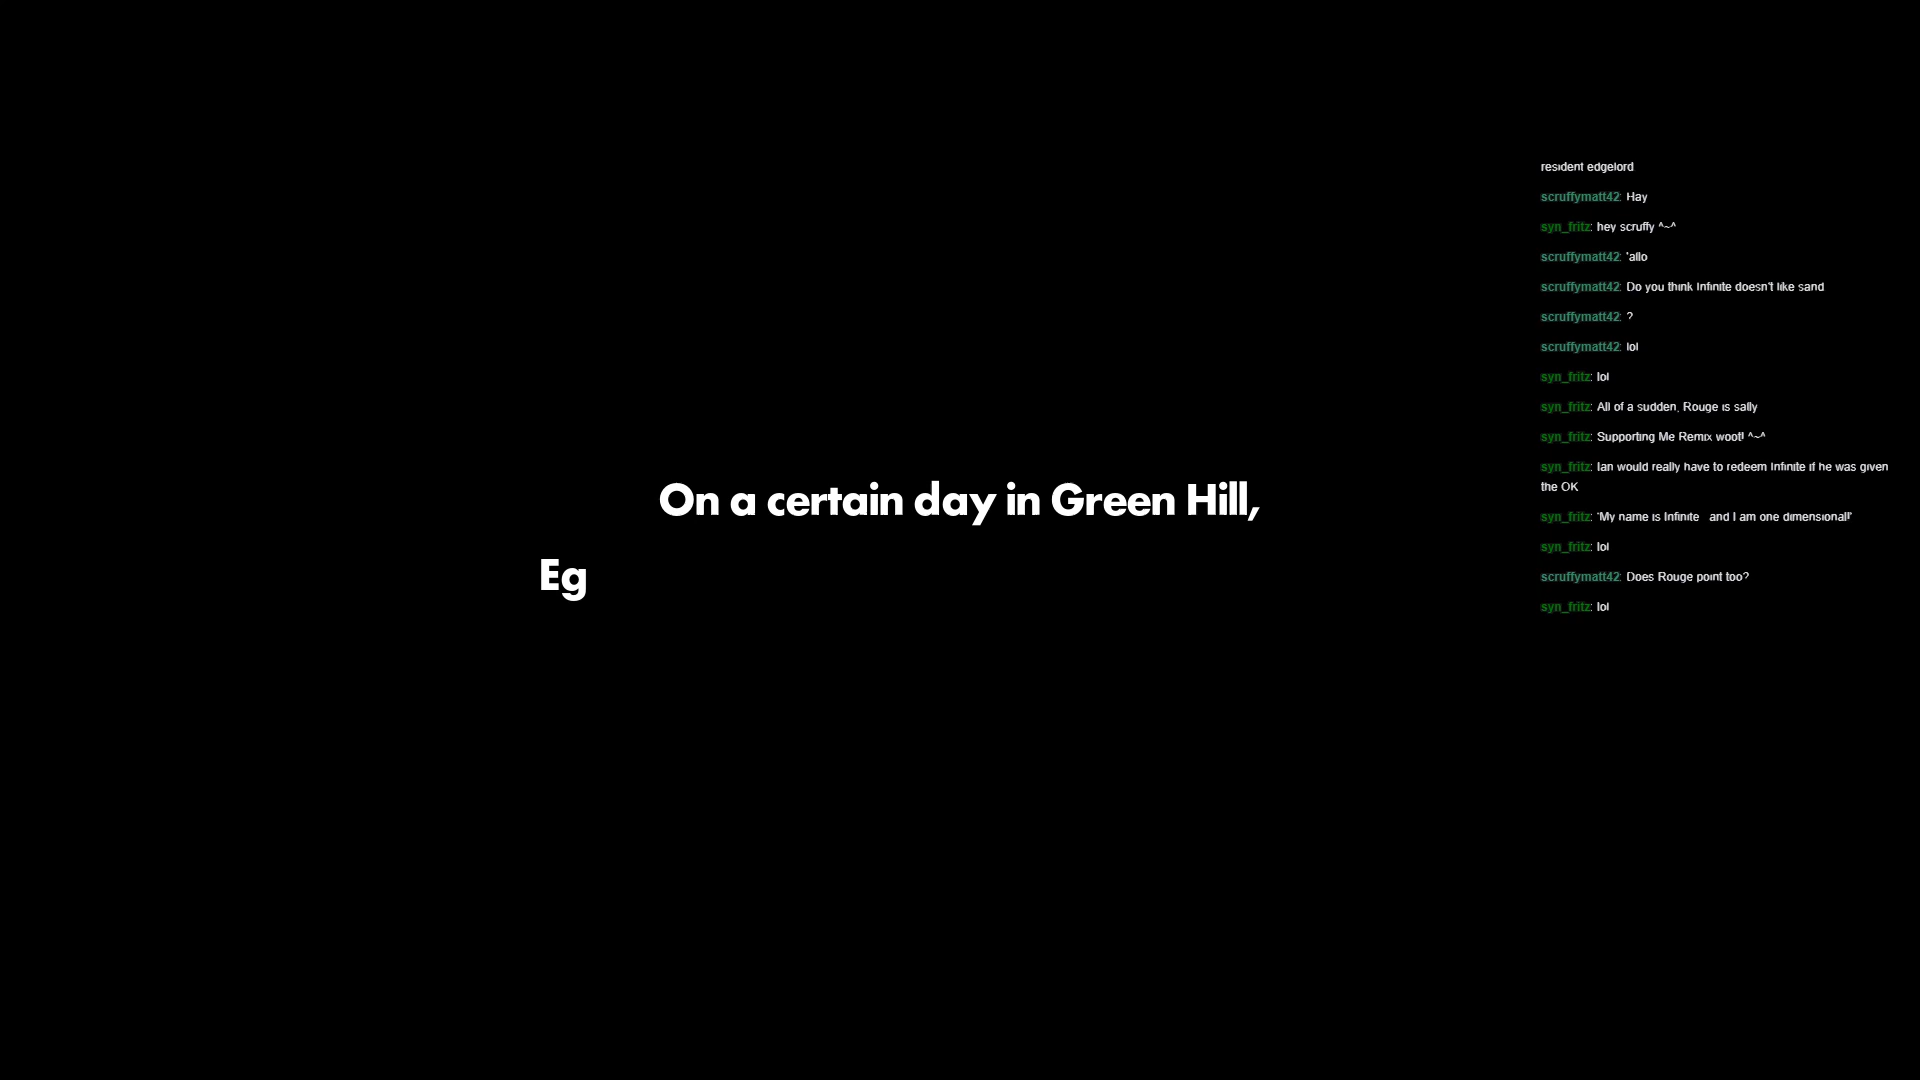 On a certain day in Green Hill,
Eg
resident edgelord
scruffymatt42: Hay
syn_fritz: hey scruffy ^~^
scruffymatt42: 'allo
scruffymatt42: Do you think Infinite doesn't like sand
scruffymatt42: ?
scruffymatt42: lol
syn_fritz: lol
syn_fritz: All of a sudden, Rouge is sally
syn_fritz: Supporting Me Remix woot! ^~^
syn_fritz: Ian would really have to redeem Infinite if he was given
the OK
syn_fritz: 'My name is Infinite   and I am one dimensional!'
syn_fritz: lol
scruffymatt42: Does Rouge point too?
syn_fritz: lol